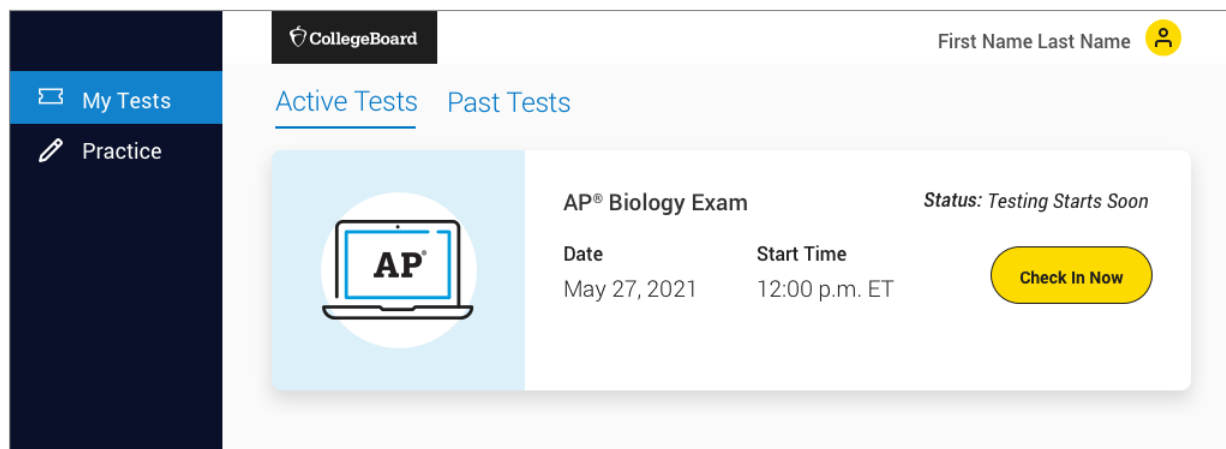 CollegeBoard
First Name Last Name
My Tests
Practice
Active Tests Past Tests
AP® Biology Exam
Status: Testing Starts Soon
Date
May 27, 2021
Start Time
12:00 p.m. ET
Check In Now
AP®